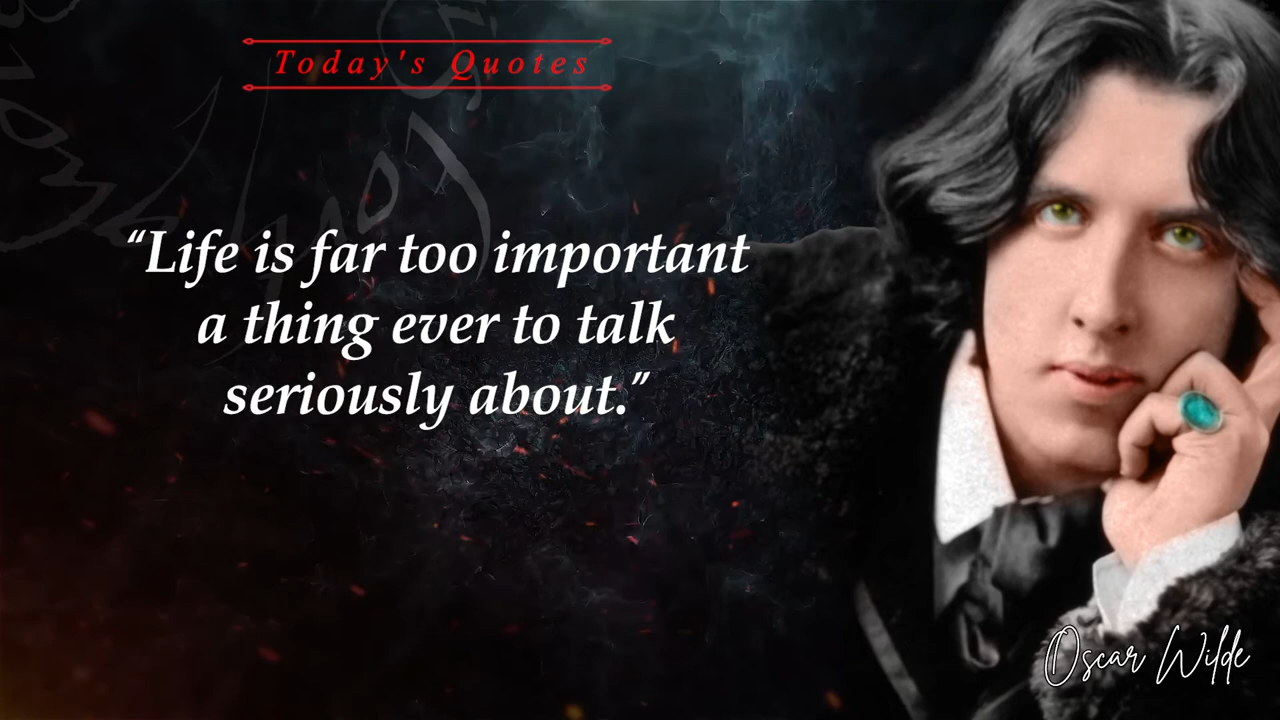 Today's Quotes
“Life is far too important
a thing ever to talk
seriously about.”
Oscar Wilde